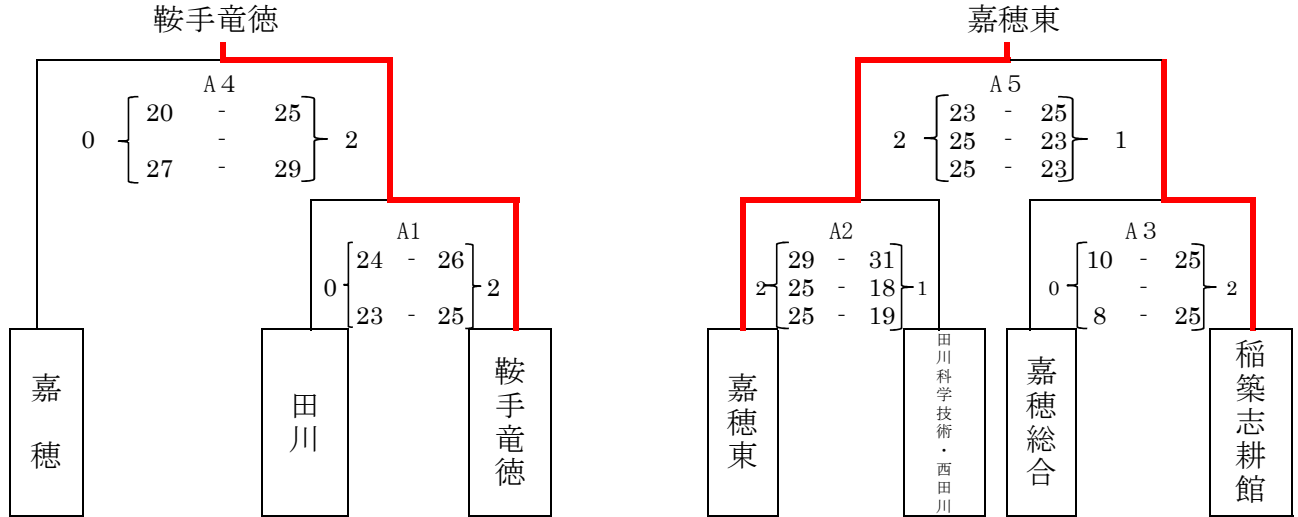 鞍手竜徳
A 4
20 - 25
0 - 2
27 - 29
A1
24 - 26
0 2
23 - 25
嘉穂
田川
鞍手竜徳
嘉穂東
A 5
23 - 25
2 25 - 23 1
25 - 23
A2
29 - 31
2 25 - 18 1
25 - 19
A 3
10 - 25
0 - 2
8 - 25
嘉穂東
田川科学技術・西田川
嘉穂総合
稲築志耕館